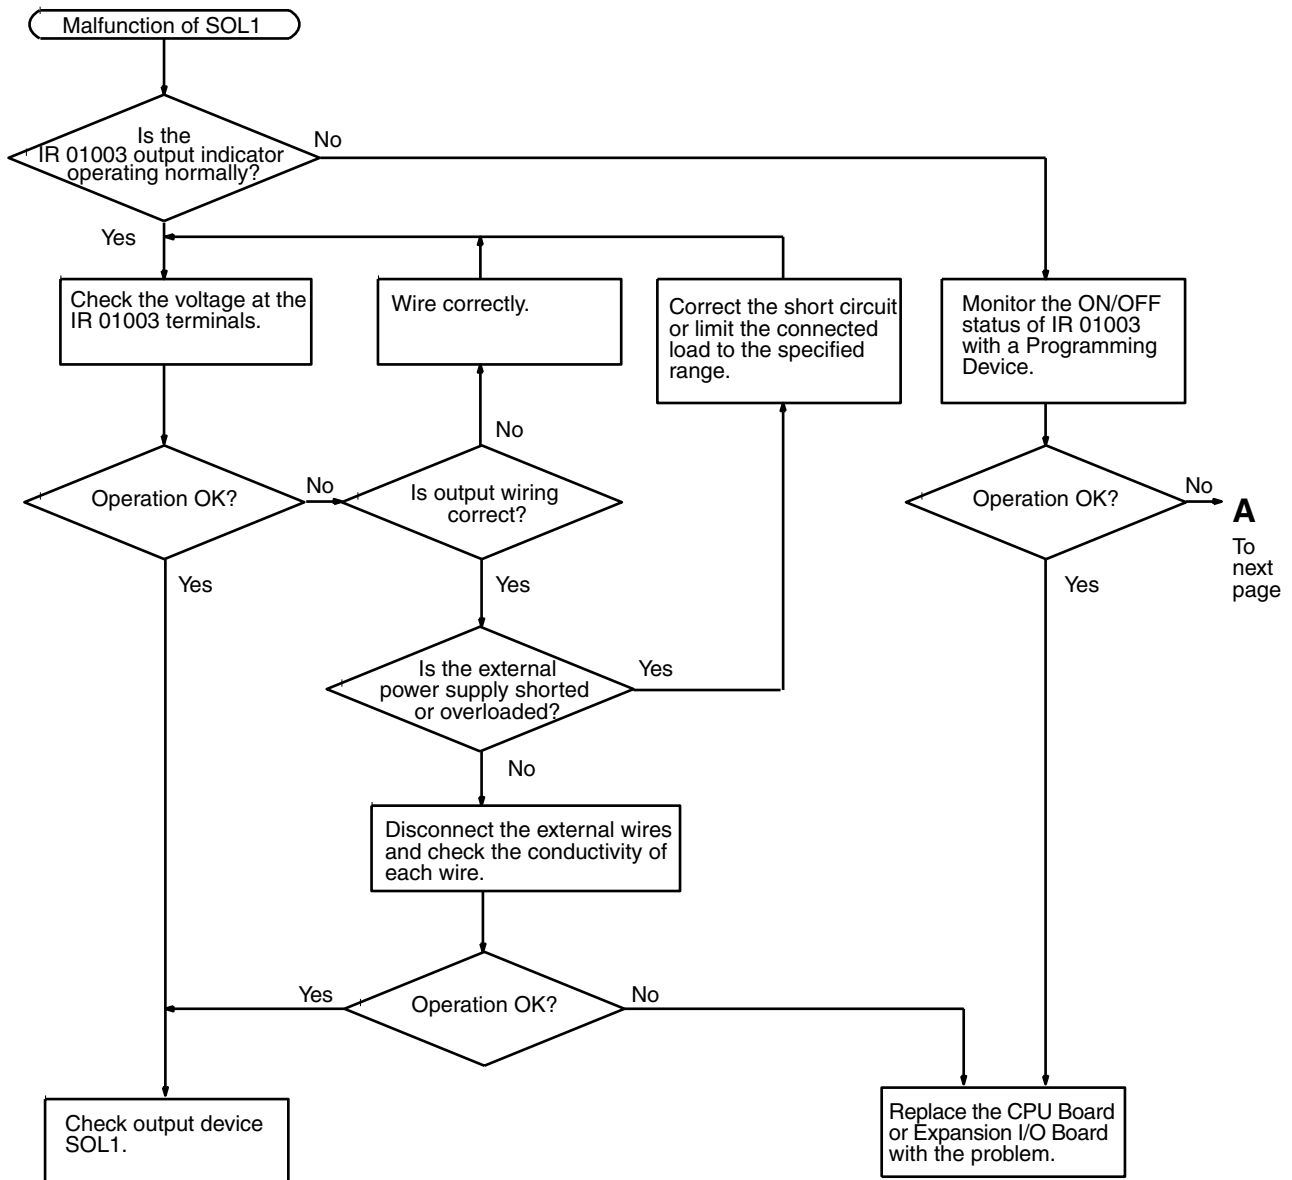 Malfunction of SOL1
Is the
IR 01003 output indicator
operating normally?
No
Yes
Check the voltage at the
IR 01003 terminals.
Wire correctly.
Correct the short circuit
or limit the connected
load to the specified
range.
Monitor the ON/OFF
status of IR 01003
with a Programming
Device.
No
Operation OK?
No
Is output wiring
correct?
Operation OK?
No
A
To
next
page
Yes
Yes
Yes
Is the external
power supply shorted
or overloaded?
Yes
No
Disconnect the external wires
and check the conductivity of
each wire.
Yes
Operation OK?
No
Check output device
SOL1.
Replace the CPU Board
or Expansion I/O Board
with the problem.